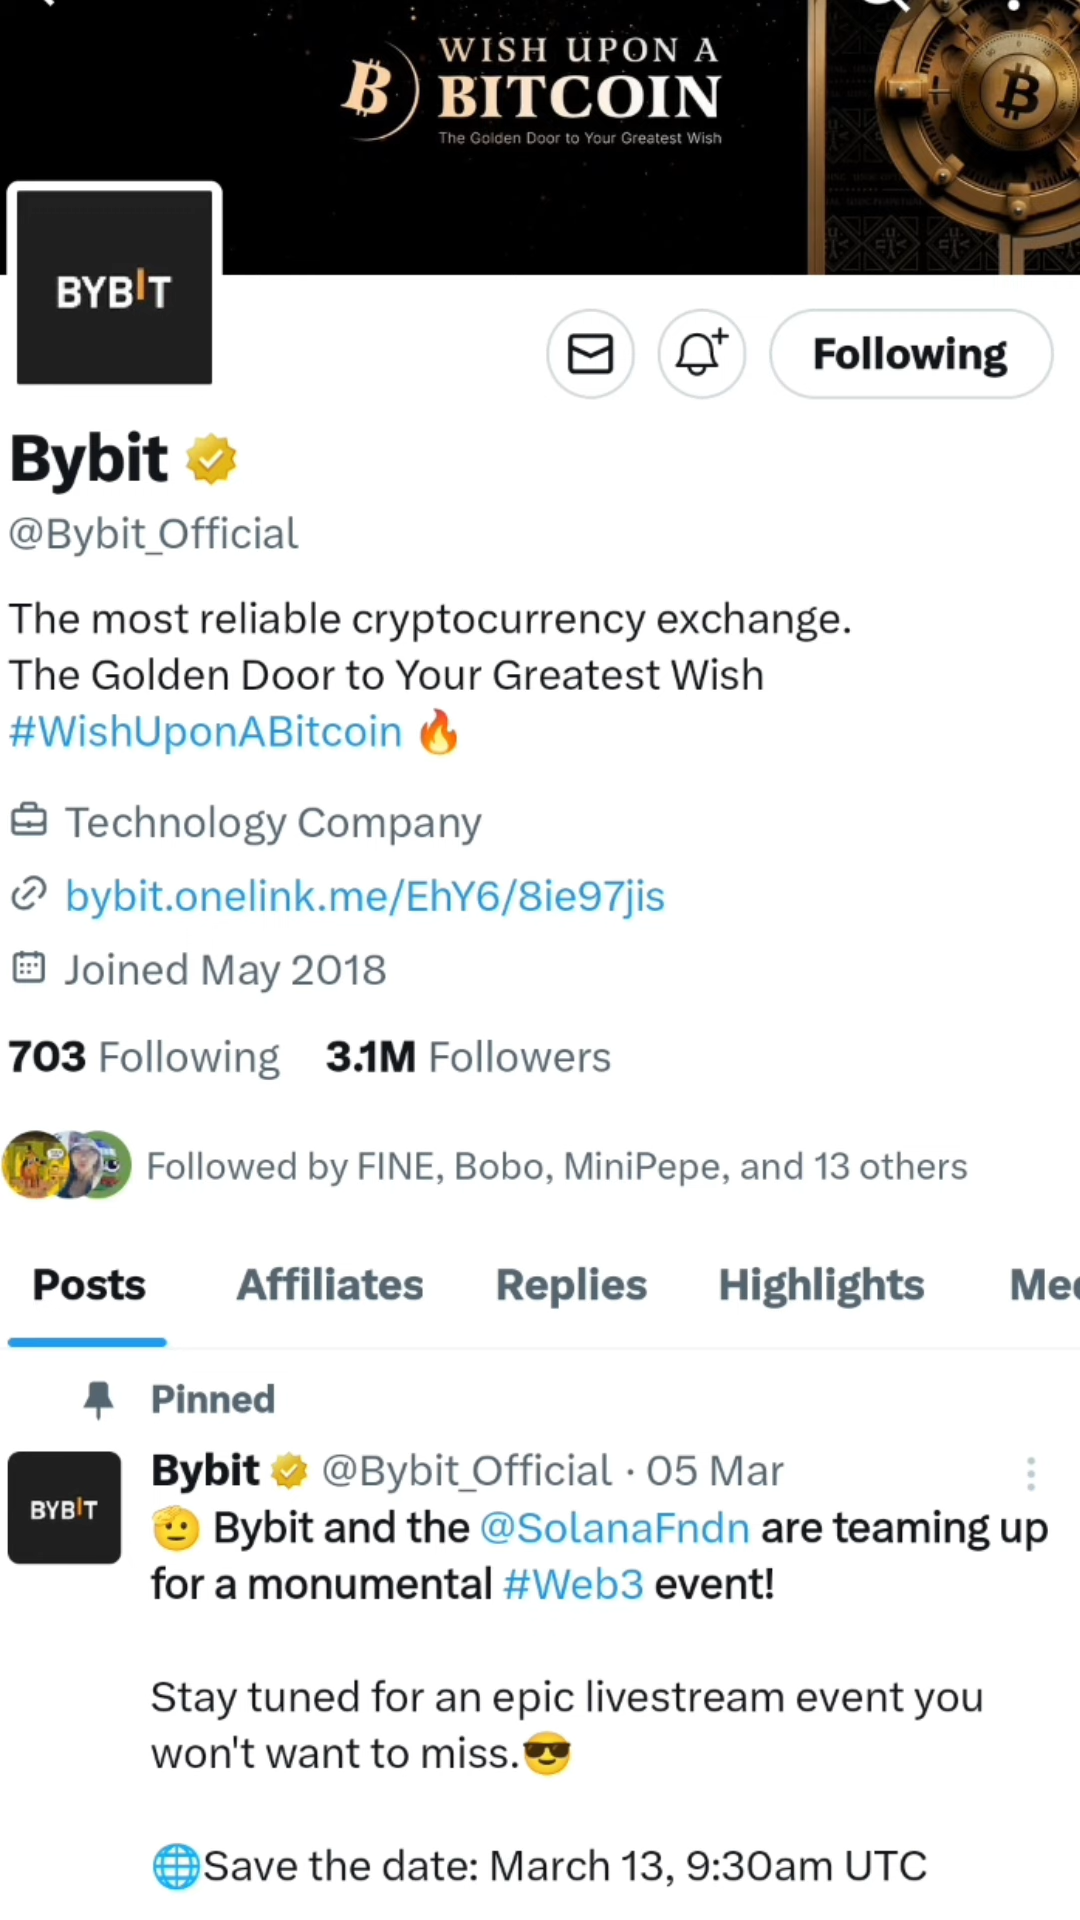 WISH UPON A
BITCOIN
The Golden Door to Your Greatest Wish
BYBIT
Following
Bybit
@Bybit_Official
The most reliable cryptocurrency exchange.
The Golden Door to Your Greatest Wish
#WishUponABitcoin 🔥
Technology Company
bybit.onelink.me/EhY6/8ie97jis
Joined May 2018
703 Following 3.1M Followers
Followed by FINE, Bobo, MiniPepe, and 13 others
Posts Affiliates Replies Highlights Med
Pinned
Bybit @Bybit_Official · 05 Mar
BYBIT
🫡 Bybit and the @SolanaFndn are teaming up
for a monumental #Web3 event!
Stay tuned for an epic livestream event you
won't want to miss.😎
🌐Save the date: March 13, 9:30am UTC